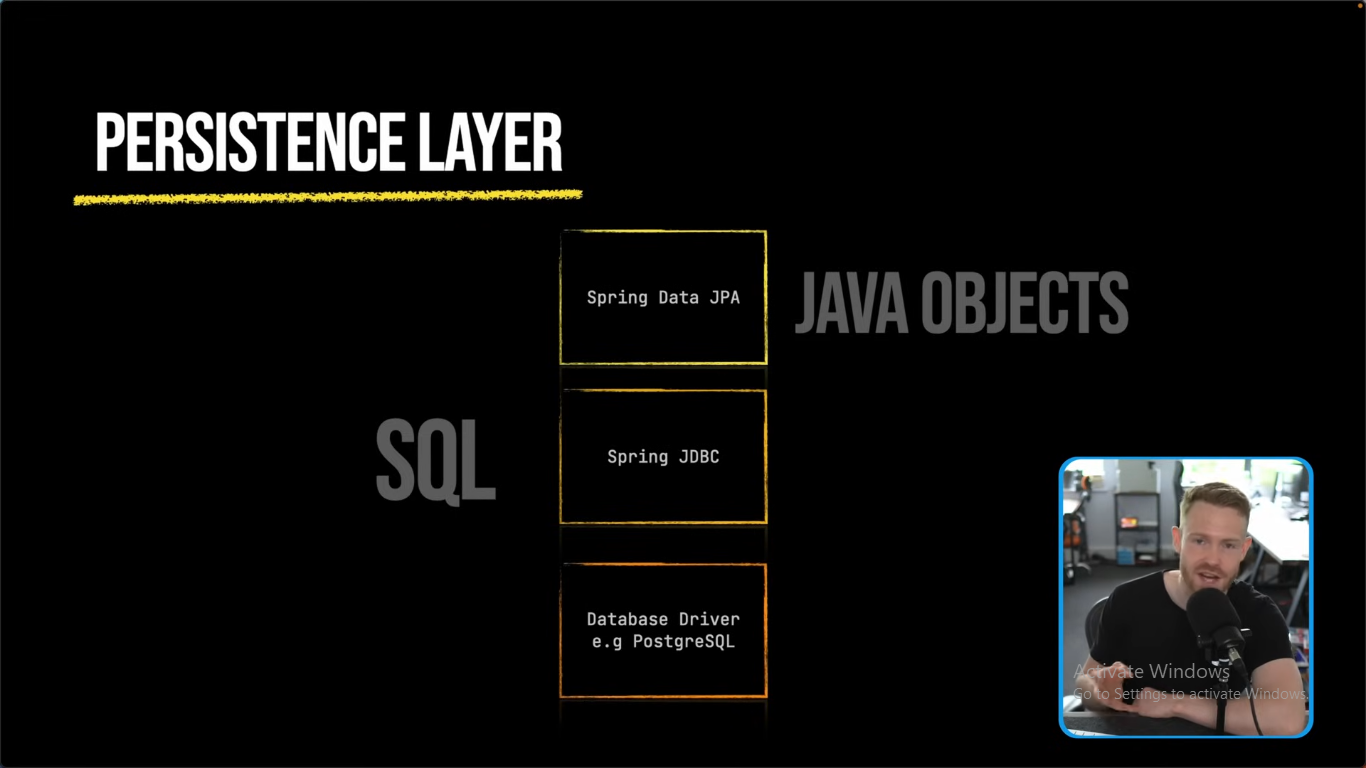 PERSISTENCE LAYER
Spring Data JPA
JAVA OBJECTS
SQL
Spring JDBC
Database Driver
e.g PostgreSQL
Activate Windows
Go to Settings to activate Windows.